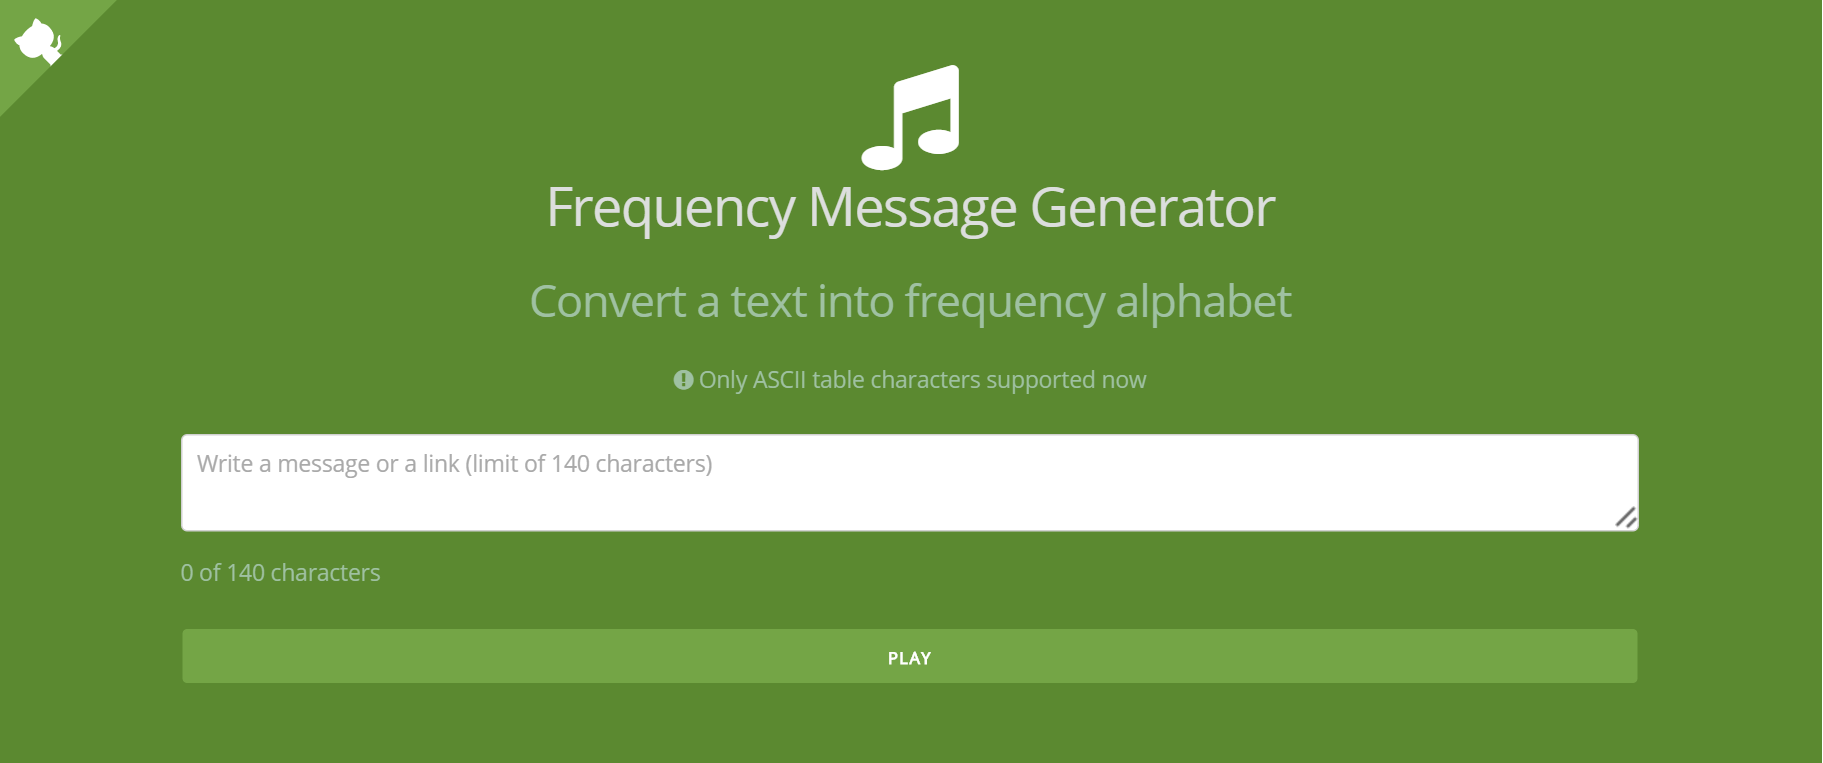 Frequency Message Generator
Convert a text into frequency alphabet
Only ASCII table characters supported now
Write a message or a link (limit of 140 characters)
0 of 140 characters
PLAY